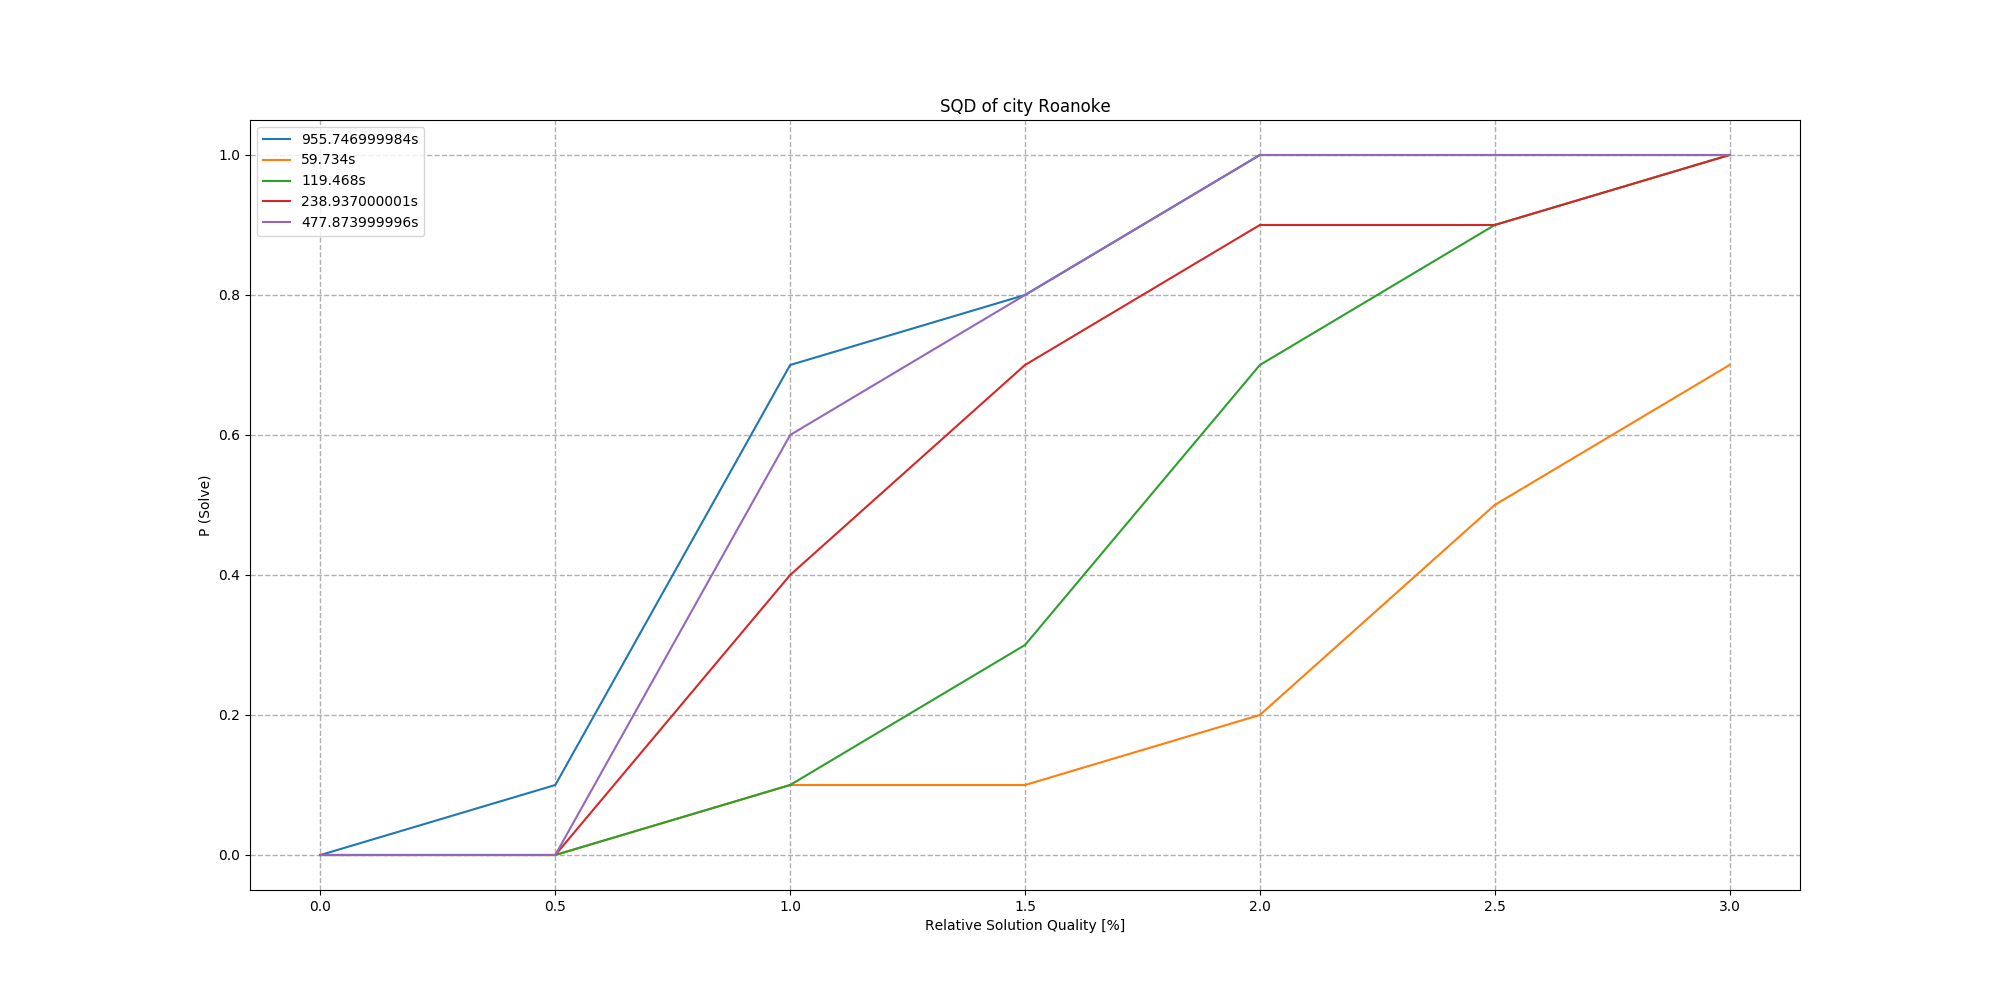 SQD of city Roanoke
955.746999984s
59.734s
119.468s
238.937000001s
477.873999996s
1.0
0.8
0.6
0.4
0.2
0.0
P (Solve)
0.0 0.5 1.0 1.5 2.0 2.5 3.0
Relative Solution Quality [%]